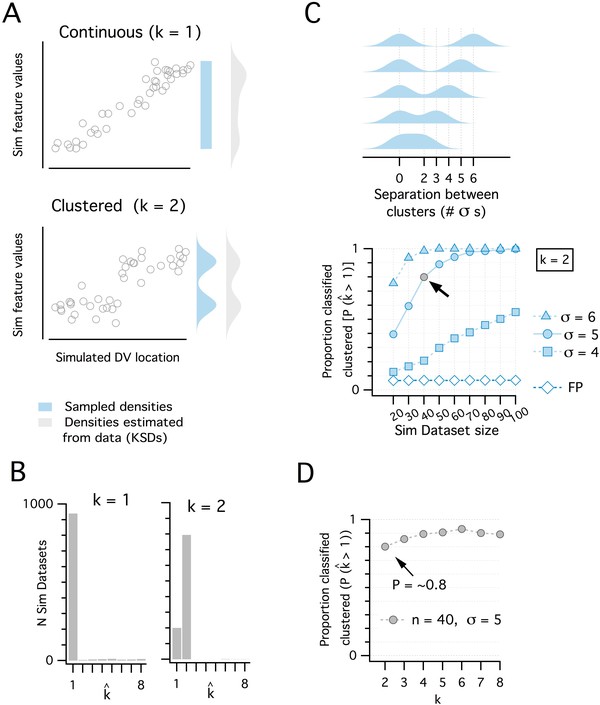 A
Continuous (k = 1)
Sim feature values
Clustered (k = 2)
Sim feature values
Simulated DV location
Sampled densities
Densities estimated
from data (KSDs)
B
1000
k = 1
k = 2
N Sim Datasets
0
1
8
k̂
1
8
k̂
C
0
2
3
4
5
6
Separation between
clusters (# σ s)
1
k = 2
Proportion classified
clustered [P (k̂ > 1)]
σ = 6
σ = 5
σ = 4
FP
0
20
30
40
50
60
70
80
90
100
Sim Dataset size
D
1
Proportion classified
clustered (P (k̂ > 1))
P = ~0.8
n = 40, σ = 5
0
2
3
4
5
6
7
8
k